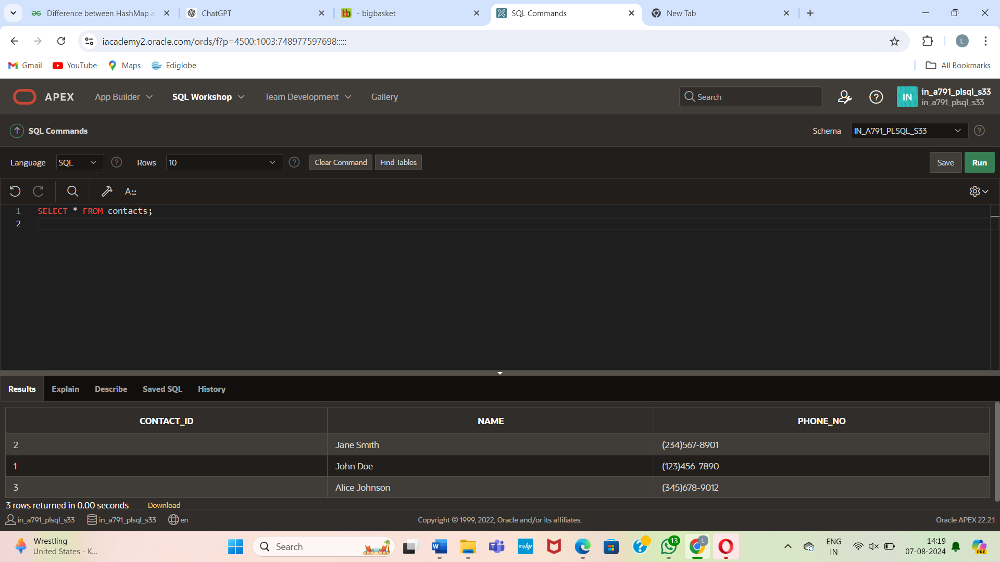 Difference between HashMap a
ChatGPT
- bigbasket
SQL Commands
New Tab
iacademy2.oracle.com/ords/f?p=4500:1003:748977597698:::::
L
Gmail
YouTube
Maps
Ediglobe
All Bookmarks
APEX
App Builder
SQL Workshop
Team Development
Gallery
Search
IN
in_a791_plsql_s33
in_a791_plsql_s33
SQL Commands
Schema
IN_A791_PLSQL_S33
Language
SQL
Rows
10
Clear Command
Find Tables
Save
Run
A::
1 SELECT * FROM contacts;
2
Results
Explain
Describe
Saved SQL
History
CONTACT_ID NAME PHONE_NO
2 Jane Smith (234)567-8901
1 John Doe (123)456-7890
3 Alice Johnson (345)678-9012
3 rows returned in 0.00 seconds
Download
in_a791_plsql_s33
in_a791_plsql_s33
en
Copyright © 1999, 2022, Oracle and/or its affiliates.
Oracle APEX 22.2.1
Wrestling
United States - K...
Search
W
T
myhp
13
L
ENG
IN
14:19
07-08-2024
PRE